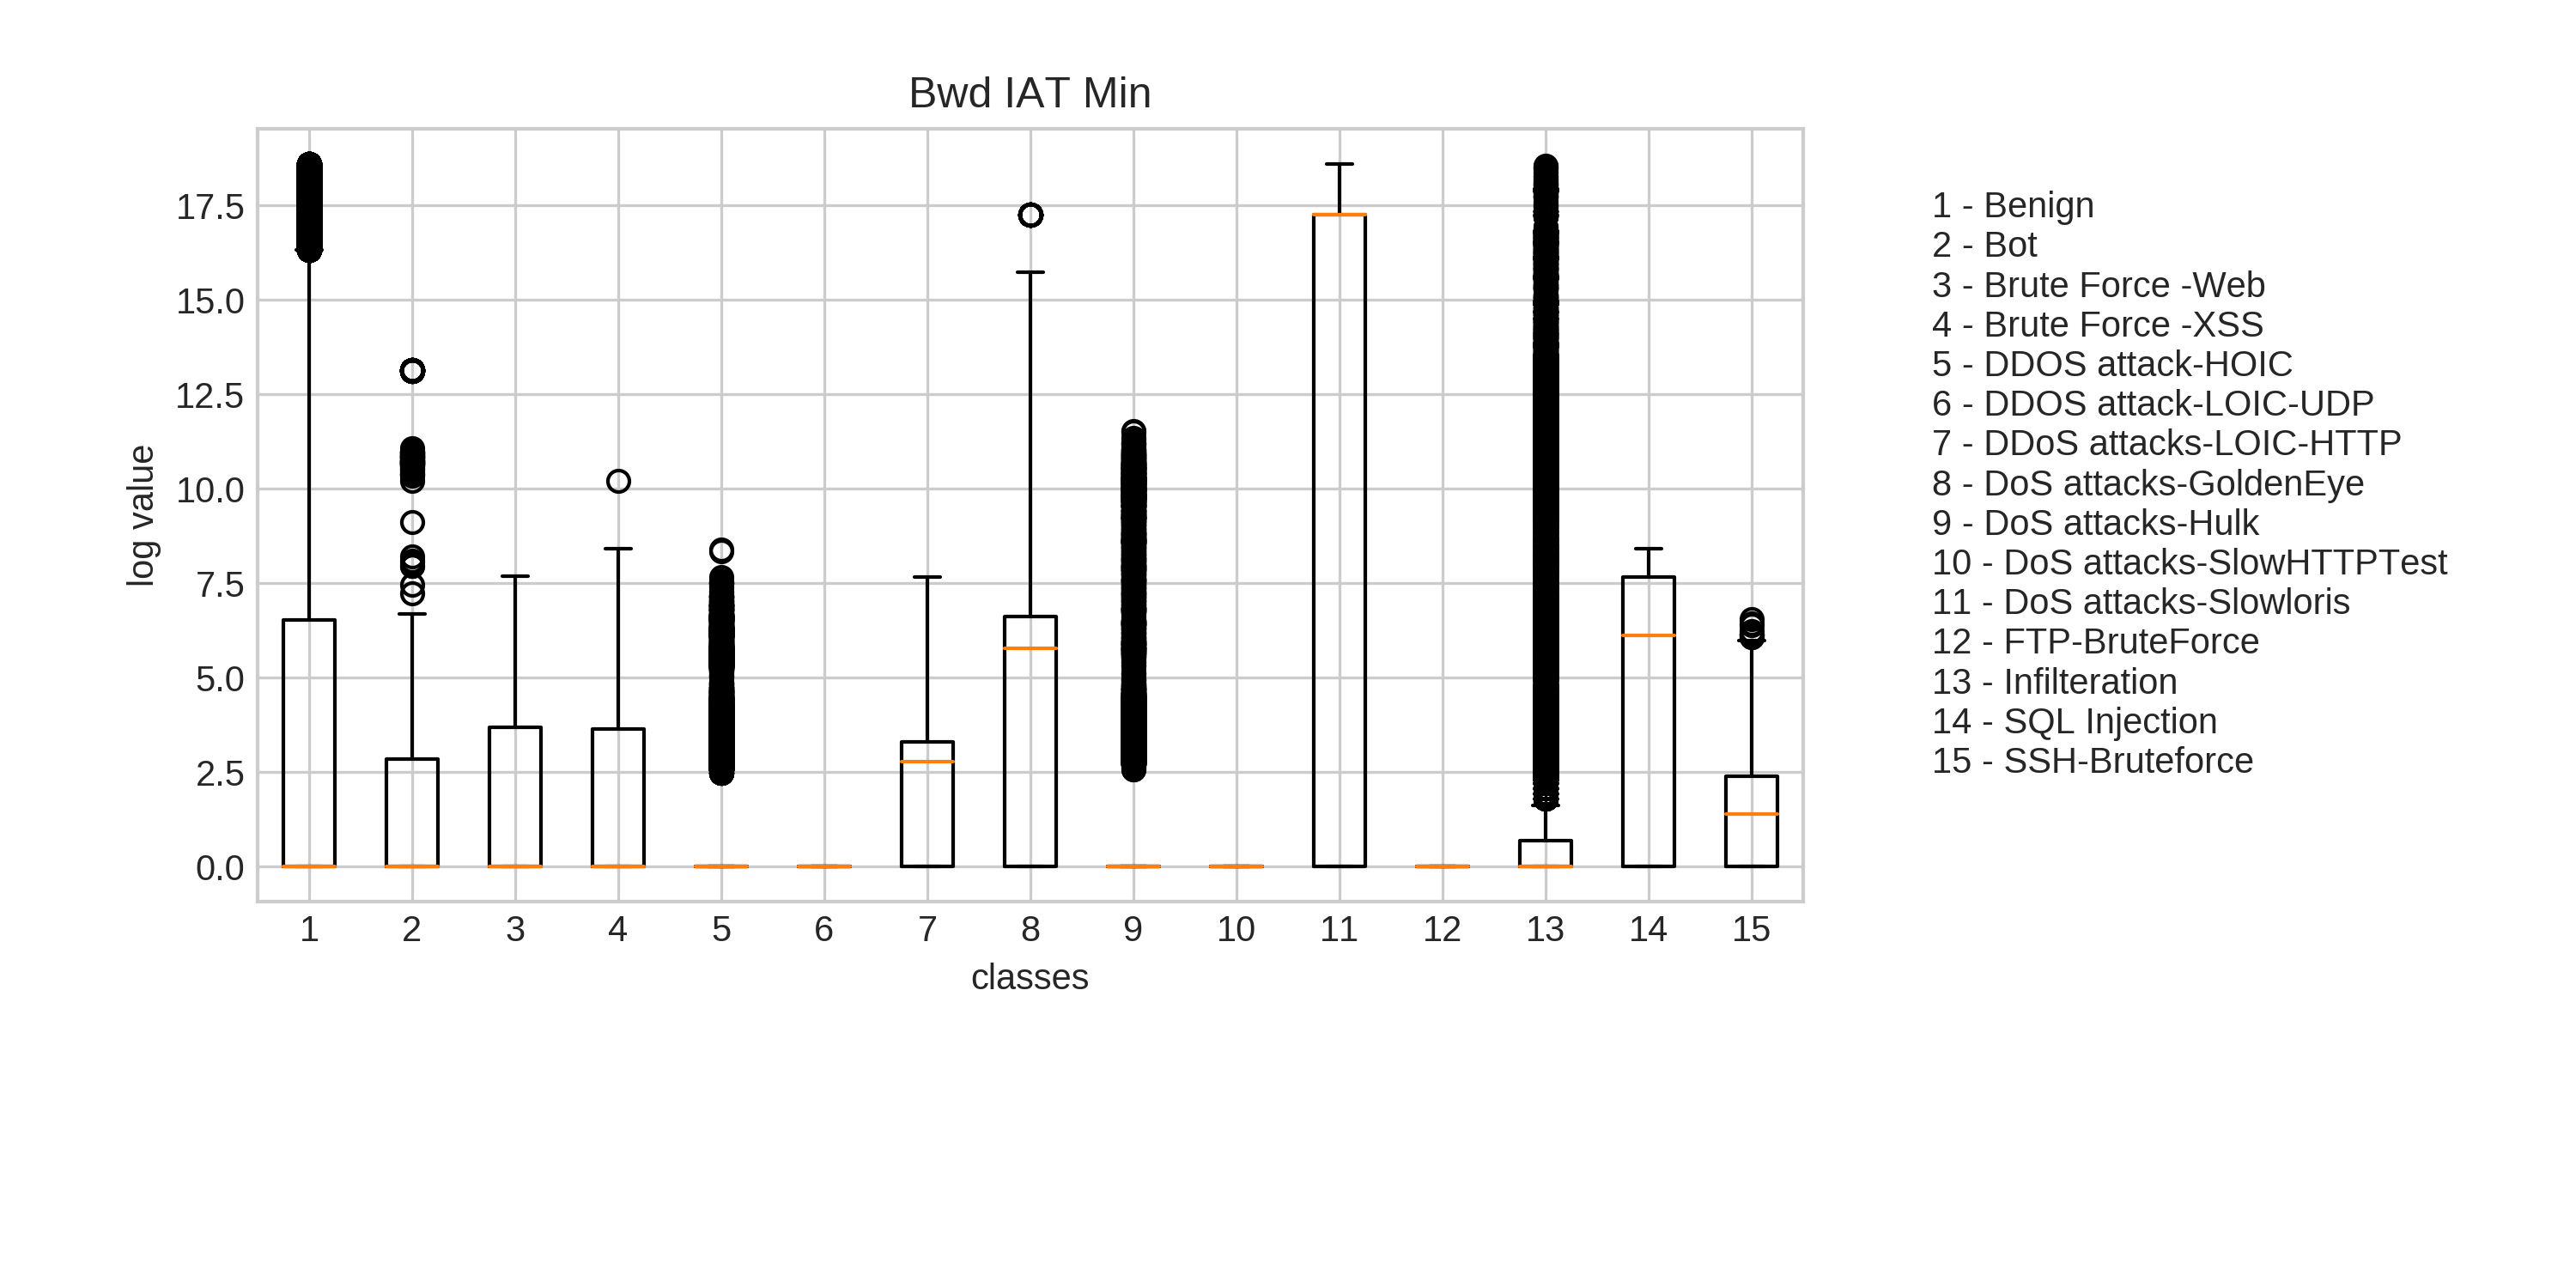 Bwd IAT Min
17.5
15.0
12.5
10.0
7.5
5.0
2.5
0.0
log value
1 2 3 4 5 6 7 8 9 10 11 12 13 14 15
classes
1 - Benign
2 - Bot
3 - Brute Force -Web
4 - Brute Force -XSS
5 - DDOS attack-HOIC
6 - DDOS attack-LOIC-UDP
7 - DDoS attacks-LOIC-HTTP
8 - DoS attacks-GoldenEye
9 - DoS attacks-Hulk
10 - DoS attacks-SlowHTTPTest
11 - DoS attacks-Slowloris
12 - FTP-BruteForce
13 - Infilteration
14 - SQL Injection
15 - SSH-Bruteforce